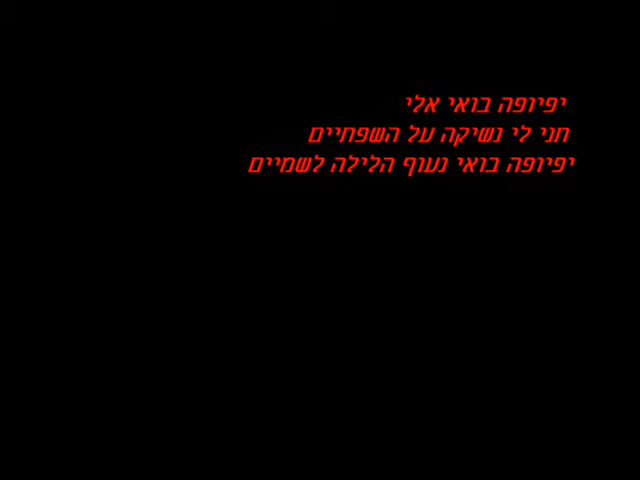 יפיופה בואי אלי
תני לי נשיקה על השפתיים
יפיופה בואי נעוף הלילה לשמיים